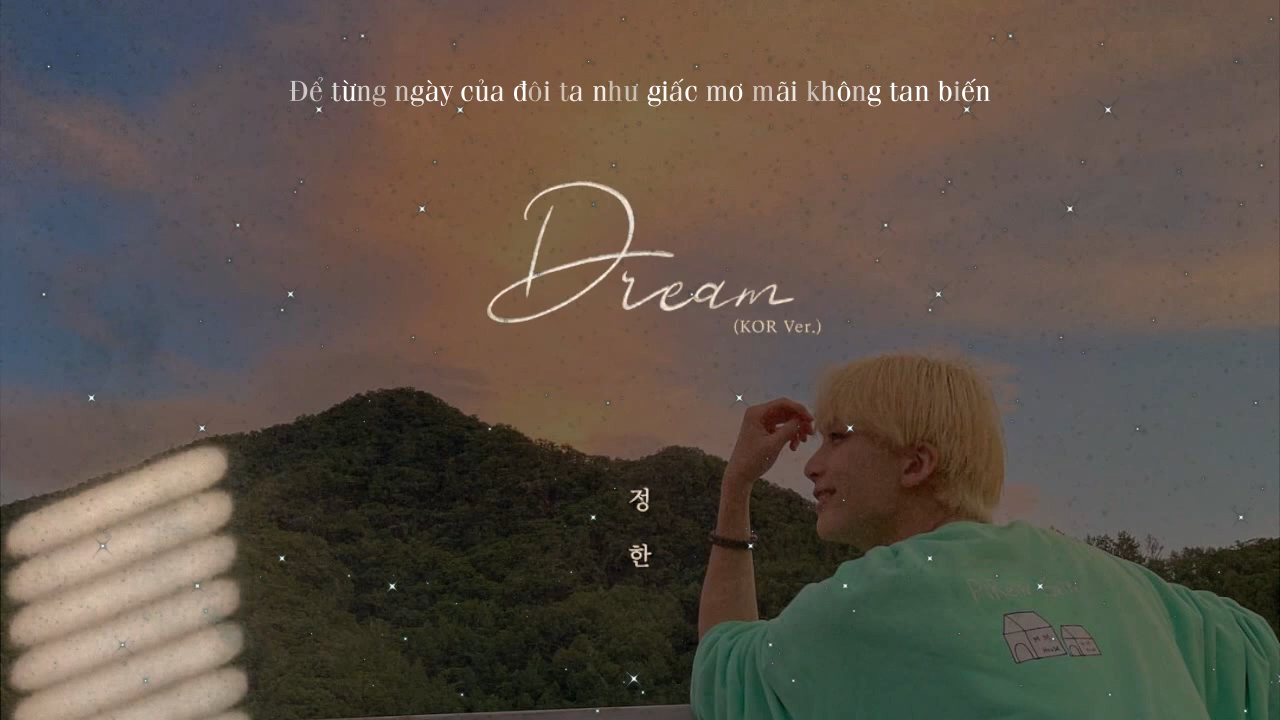 Để từng ngày của đôi ta như giấc mơ mãi không tan biến
Dream
(KOR Ver.)
정
한